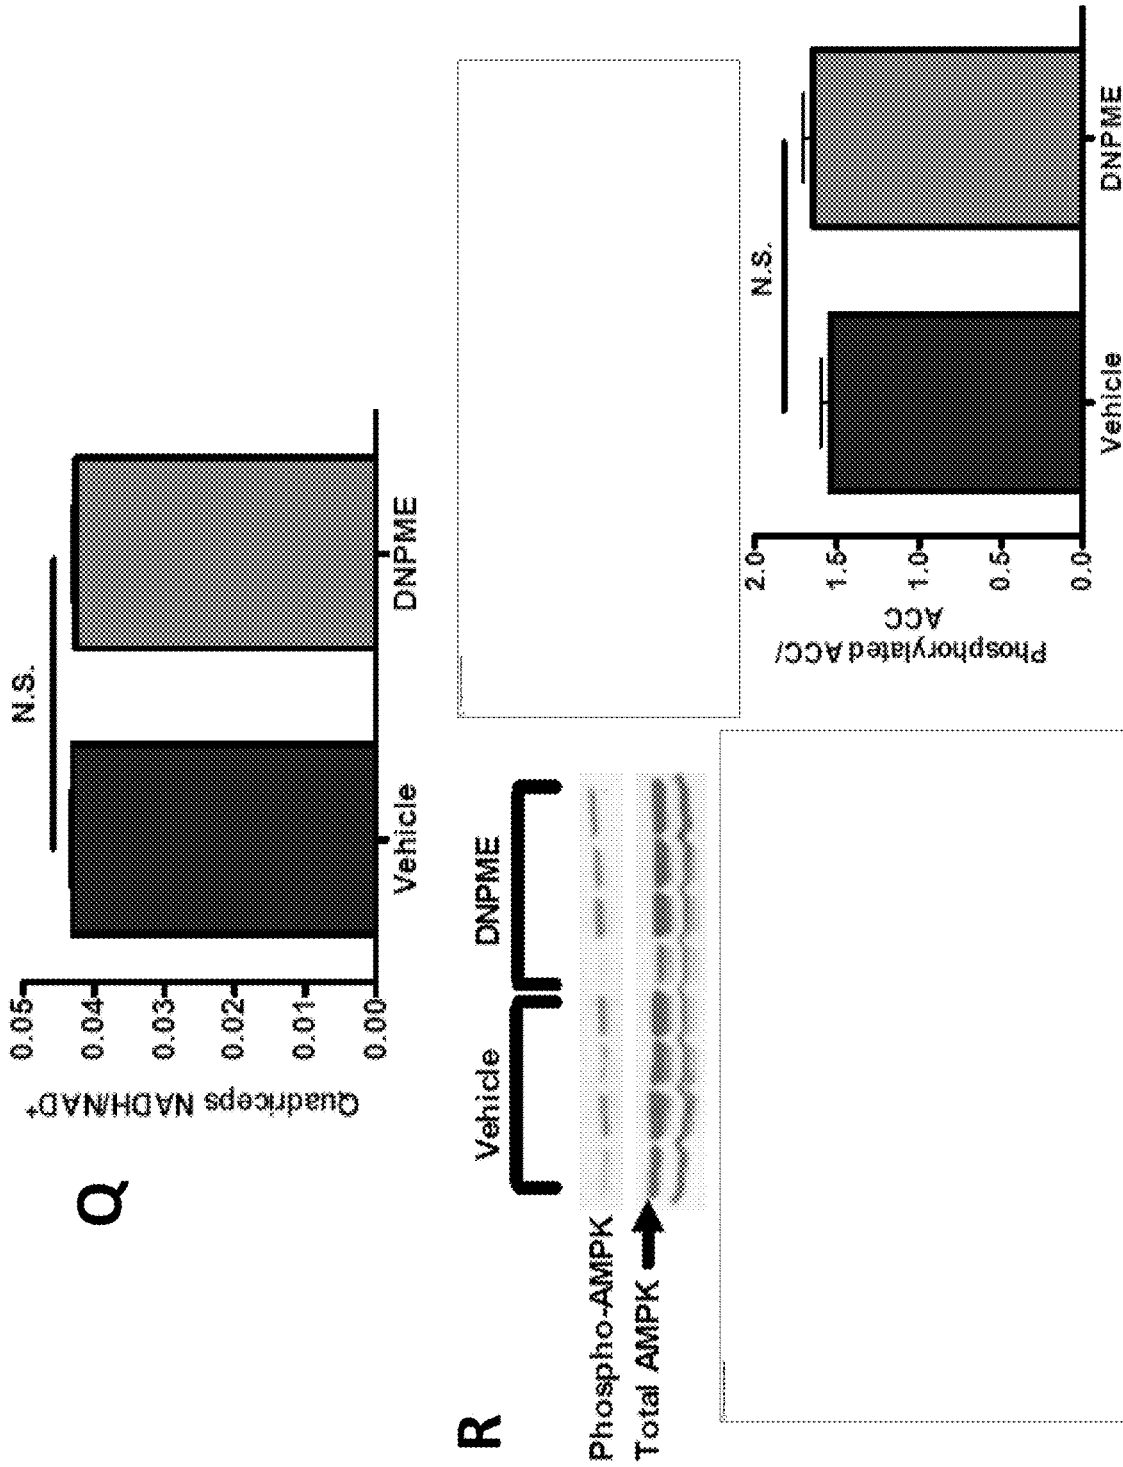 Q
Quadriceps NADH/NAD⁺
0.05
0.04
0.03
0.02
0.01
0.00
N.S.
Vehicle
DNPME
R
Vehicle
DNPME
Phospho-AMPK
Total AMPK
Phosphorylated ACC/
ACC
2.0
1.5
1.0
0.5
0.0
N.S.
Vehicle
DNPME